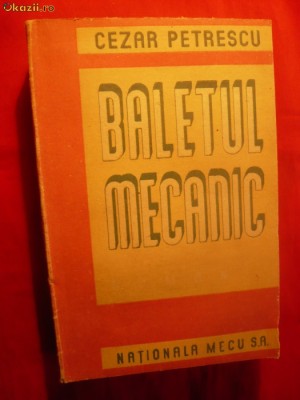 Okazii.ro
CEZAR PETRESCU
BALETUL
MECANIC
NAȚIONALA MECU S.A.